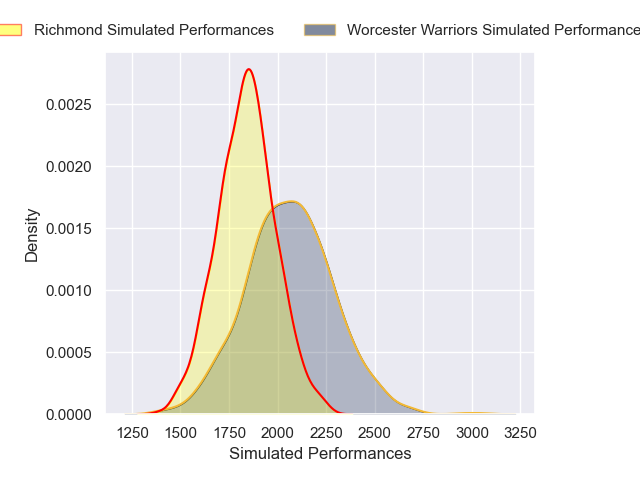 Richmond Simulated Performances
Worcester Warriors Simulated Performance
0.0025
0.0020
0.0015
0.0010
0.0005
0.0000
Density
1250 1500 1750 2000 2250 2500 2750 3000 3250
Simulated Performances